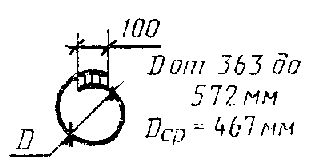 100
D от 363 до
572 мм
Dср = 467 мм
D